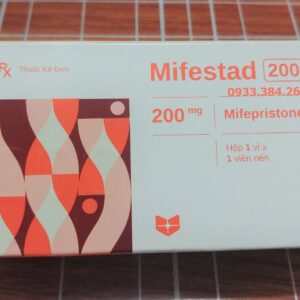 Rx Thuốc Kê Đơn
Mifestad 200
0933.384.26
200 mg Mifepristone
Hộp 1 vỉ x
1 viên nén